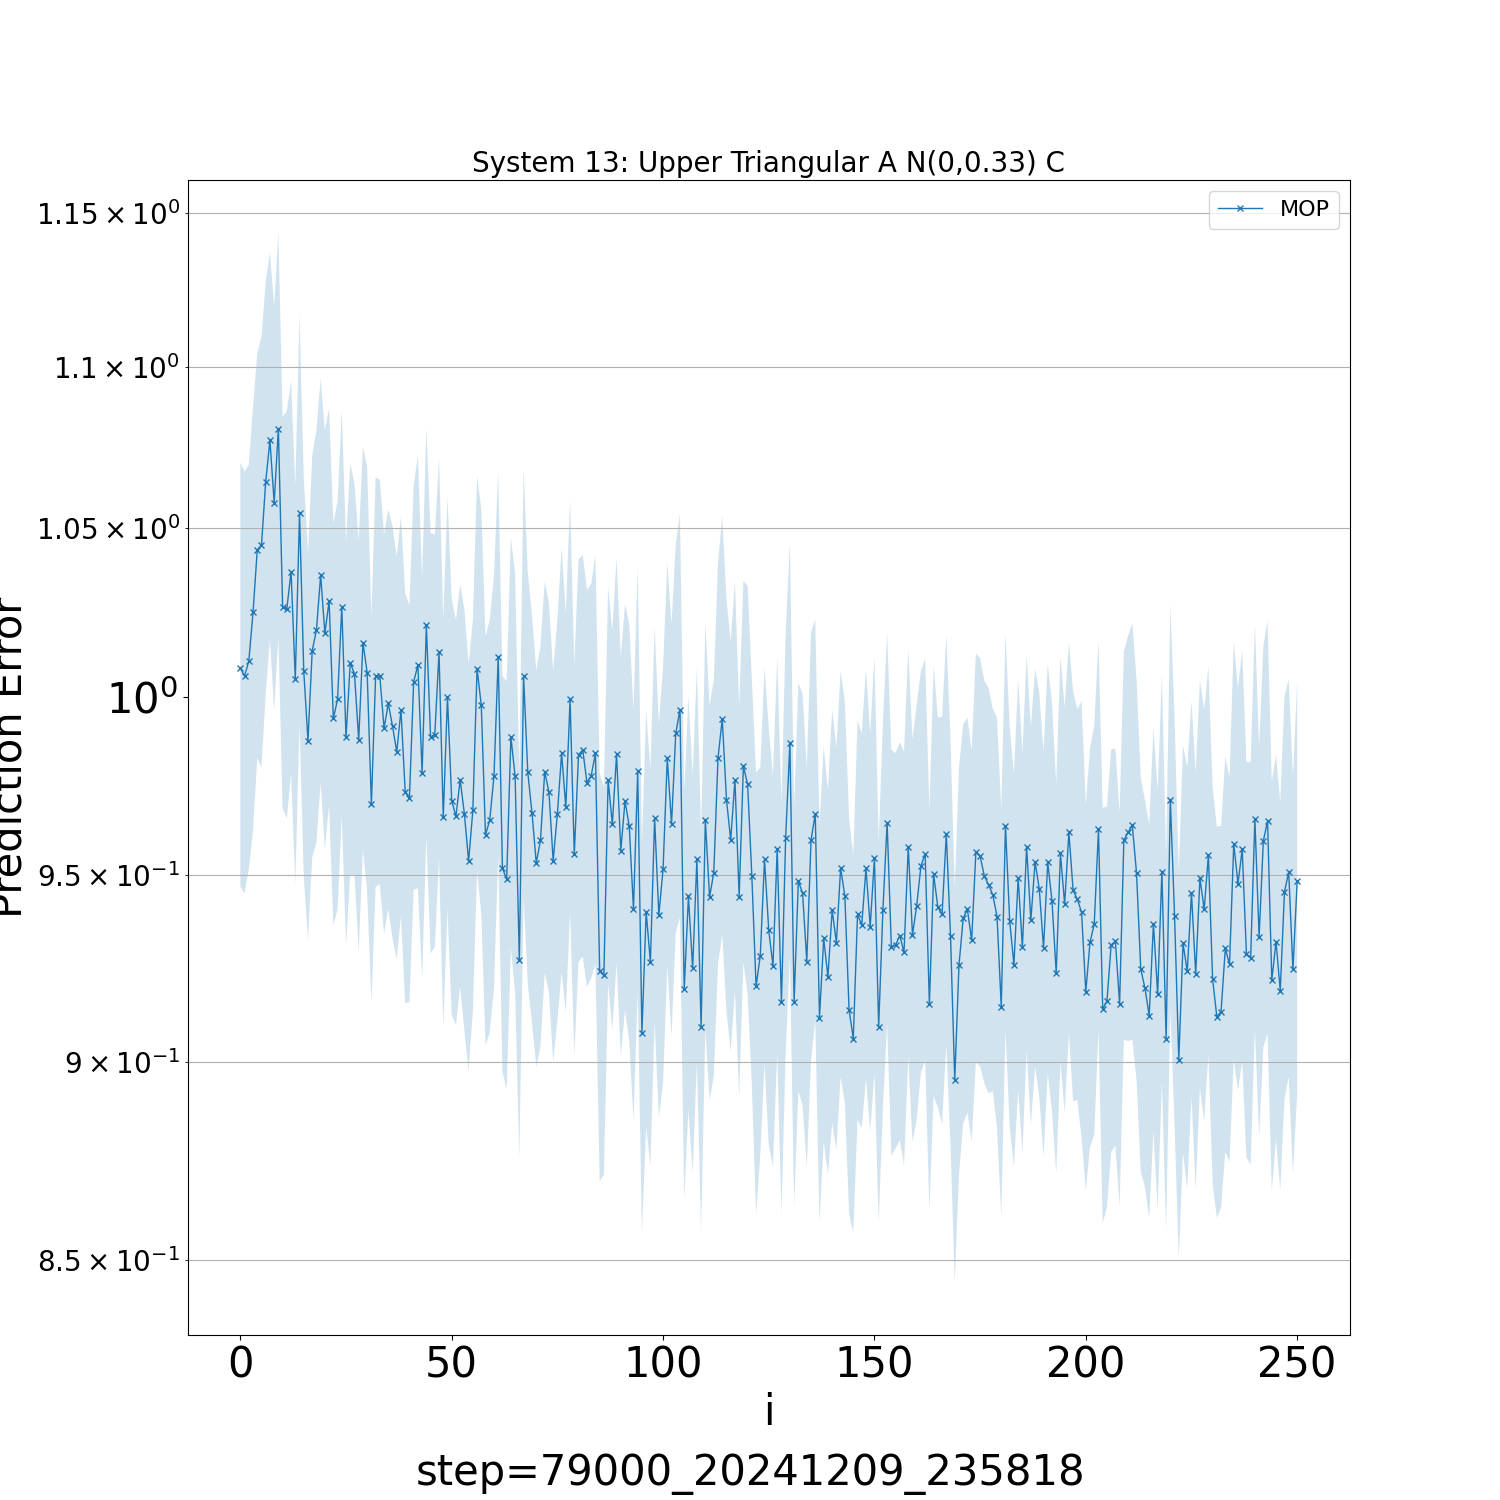 System 13: Upper Triangular A N(0,0.33) C
MOP
1.15 × 10⁰
1.1 × 10⁰
1.05 × 10⁰
10⁰
9.5 × 10⁻¹
9 × 10⁻¹
8.5 × 10⁻¹
Prediction Error
0 50 100 150 200 250
i
step=79000_20241209_235818